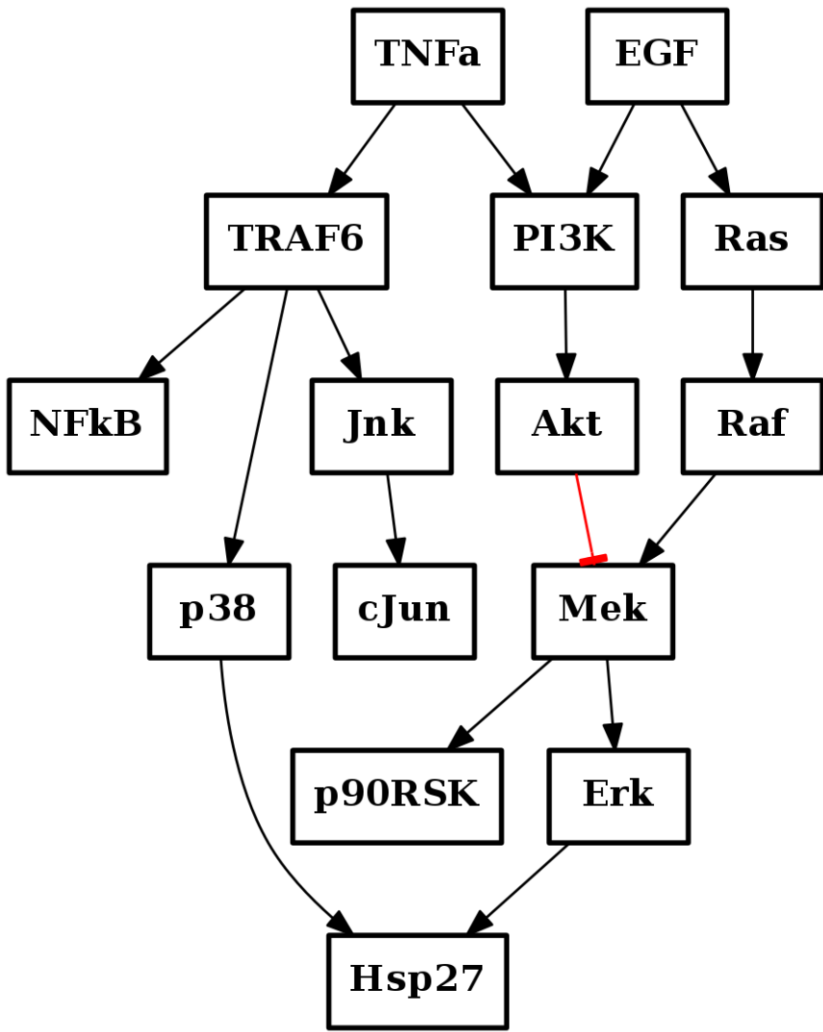 TNFa
EGF
TRAF6
PI3K
Ras
NFkB
Jnk
Akt
Raf
p38
cJun
Mek
p90RSK
Erk
Hsp27